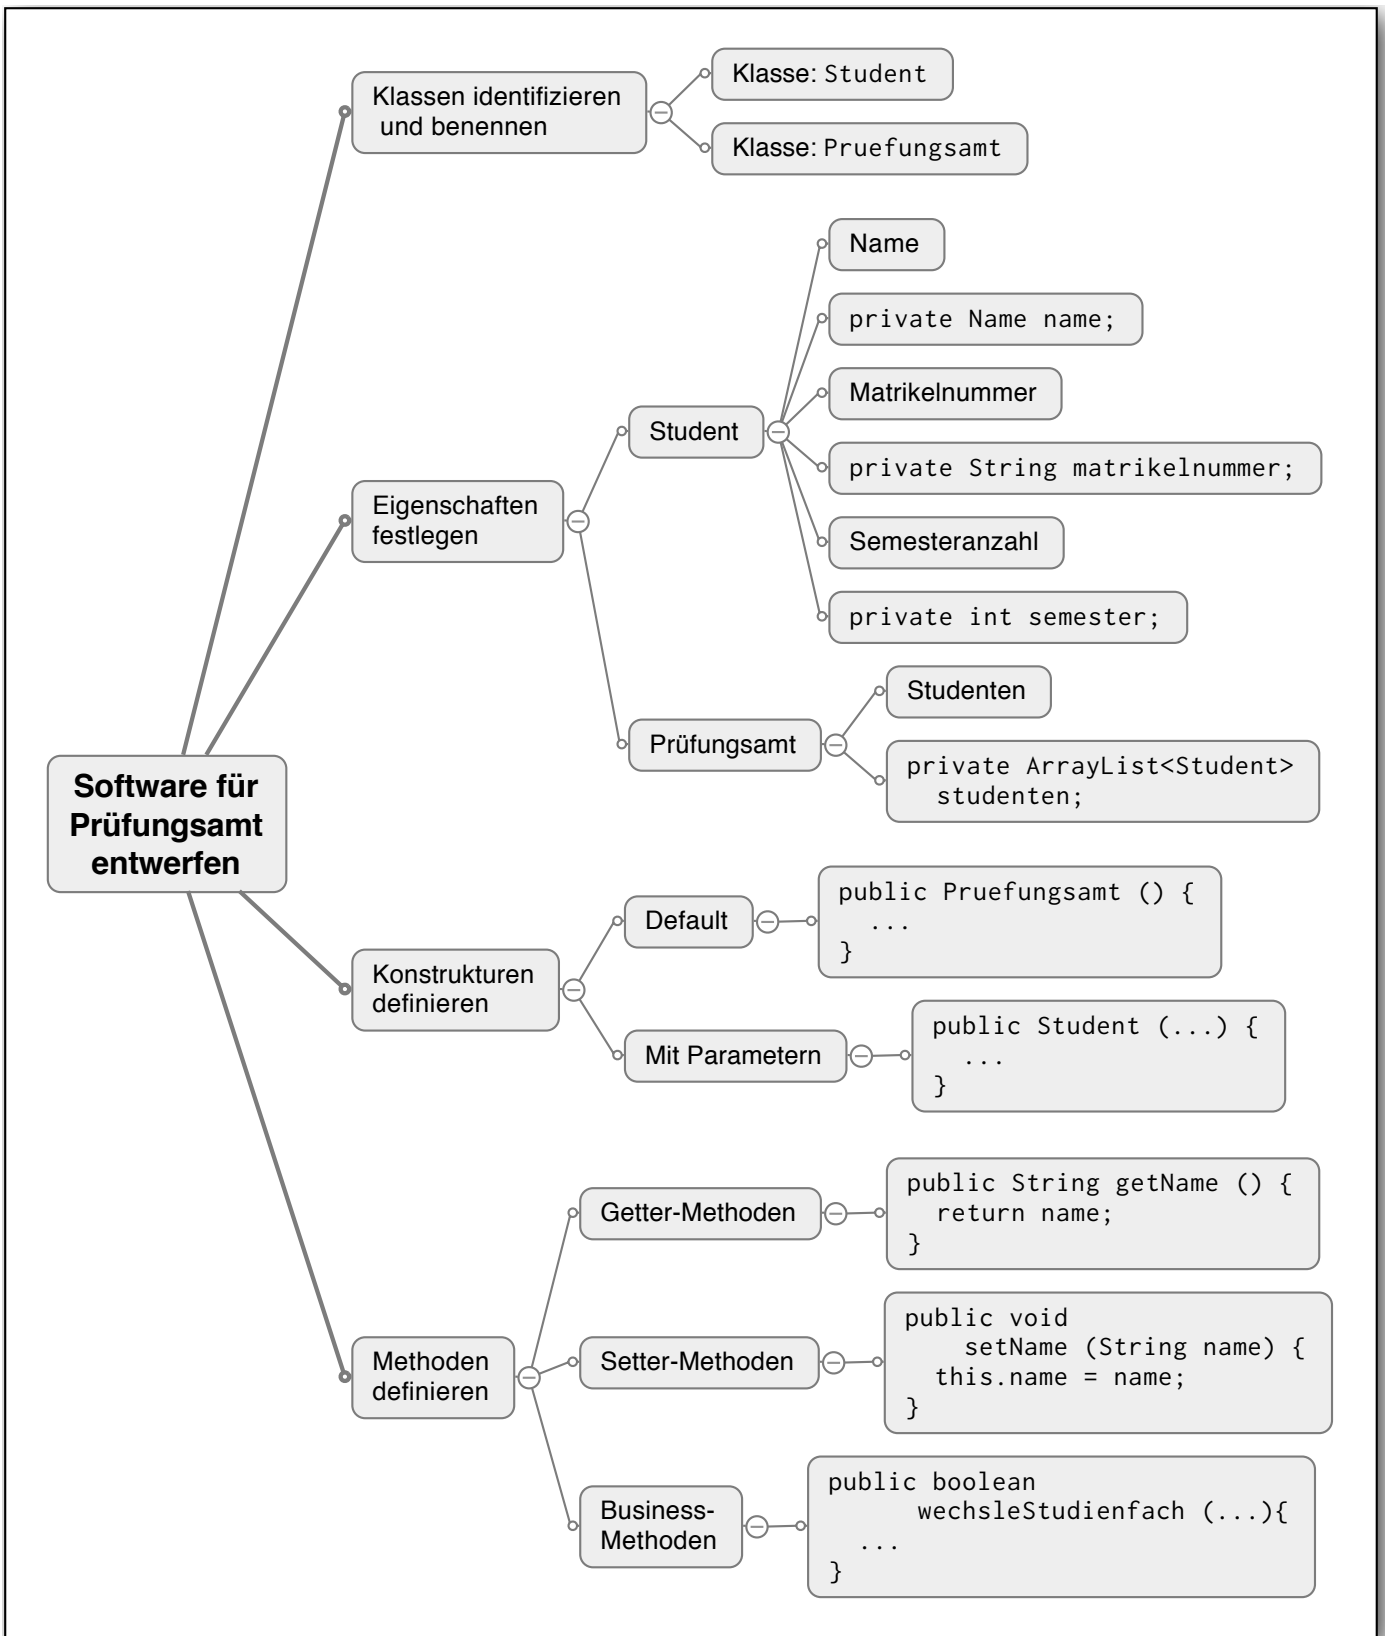 Klassen identifizieren
und benennen
Klasse: Student
Klasse: Pruefungsamt
Name
private Name name;
Matrikelnummer
Student
private String matrikelnummer;
Eigenschaften
festlegen
Semesteranzahl
private int semester;
Studenten
Prüfungsamt
private ArrayList<Student>
studenten;
Software für
Prüfungsamt
entwerfen
public Pruefungsamt () {
Default
...
}
Konstrukturen
definieren
public Student (...) {
Mit Parametern
...
}
public String getName () {
Getter-Methoden
return name;
}
public void
setName (String name) {
Setter-Methoden
this.name = name;
}
Methoden
definieren
public boolean
wechsleStudienfach (...){
Business-
Methoden
...
}